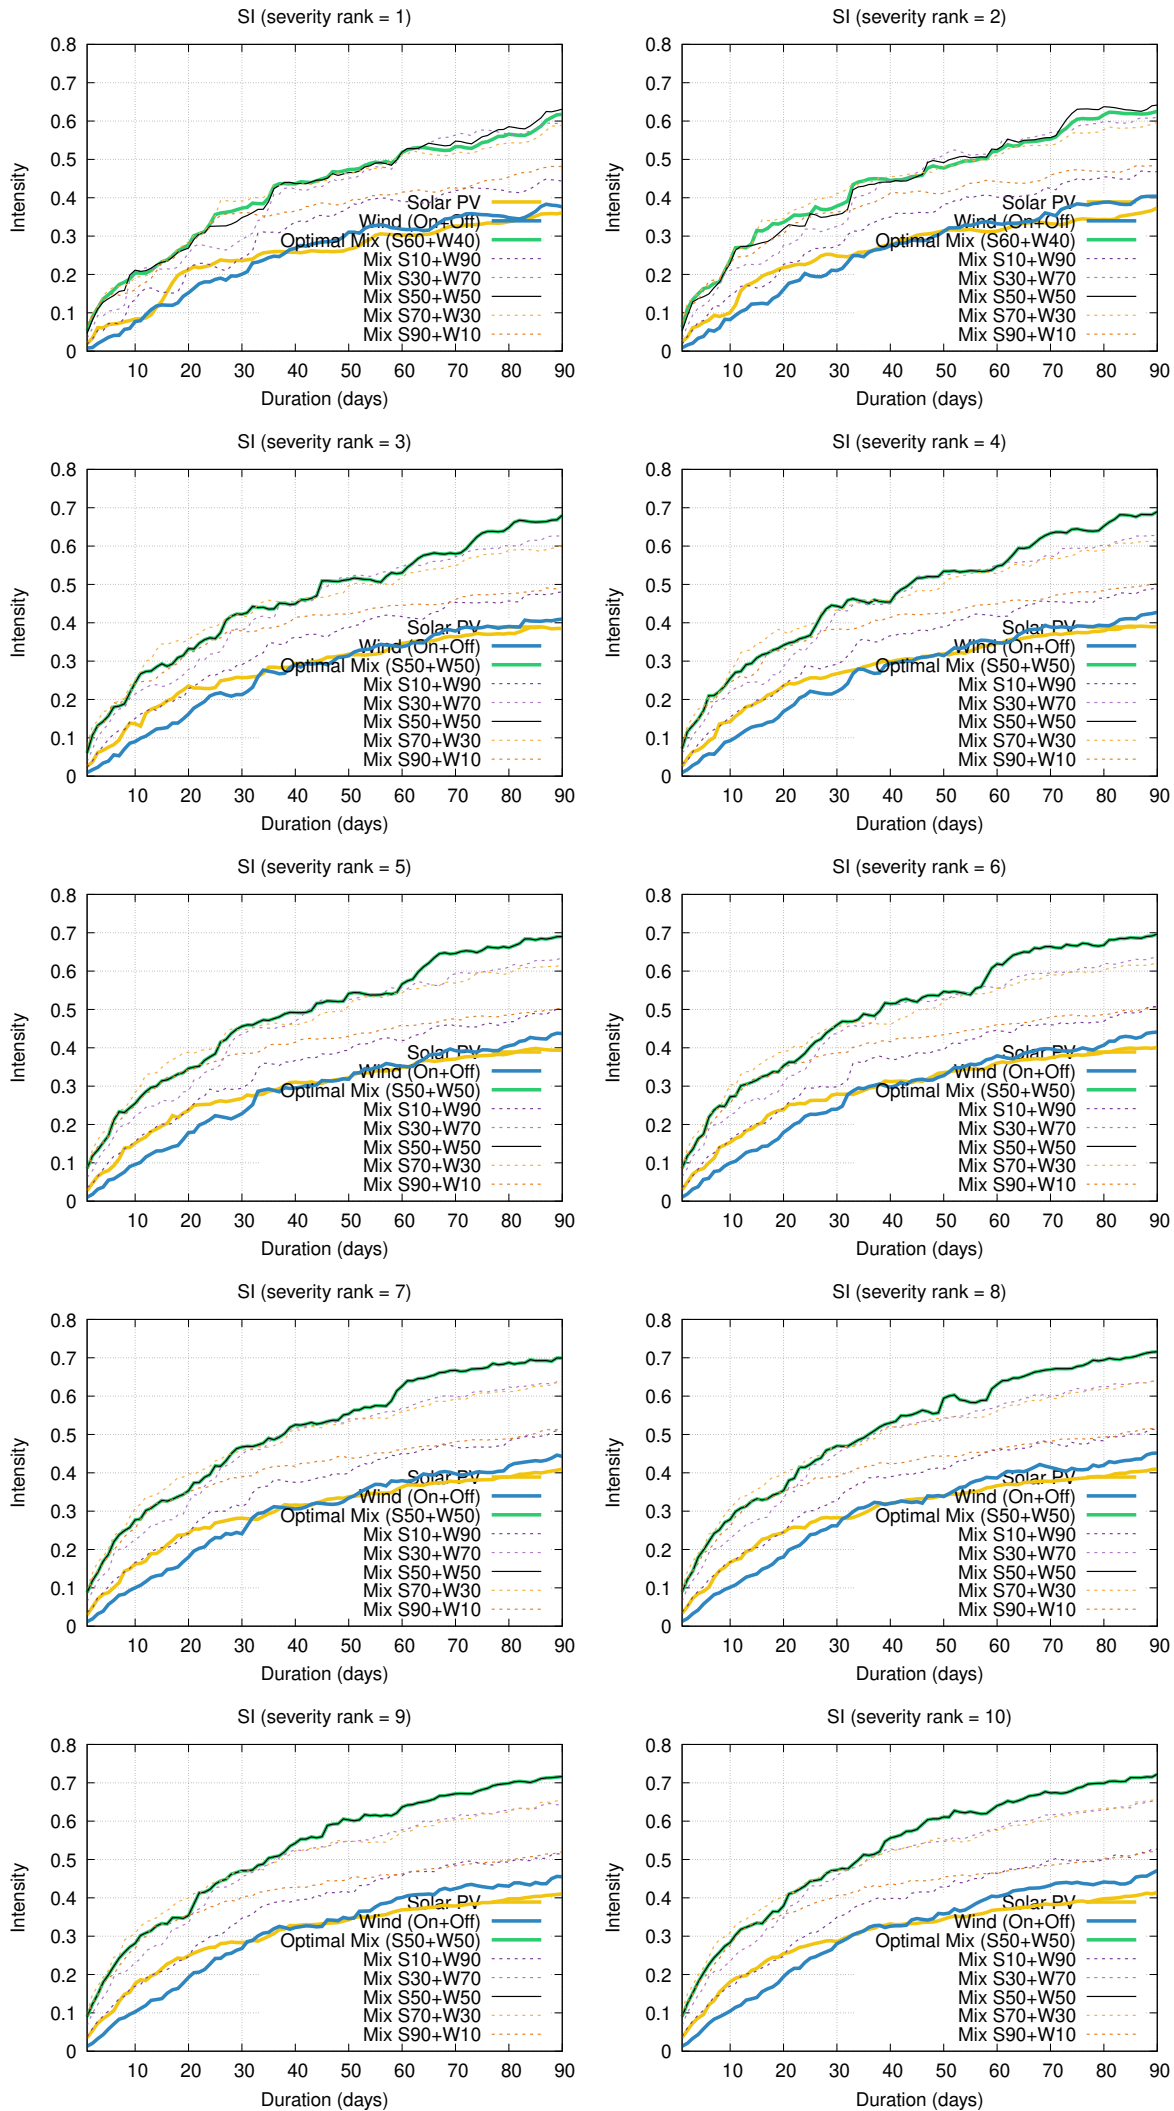 SI (severity rank = 1)
0.8
0.7
0.6
0.5
0.4
0.3
0.2
0.1
0
Intensity
Solar PV
Wind (On+Off)
Optimal Mix (S60+W40)
Mix S10+W90
Mix S30+W70
Mix S50+W50
Mix S70+W30
Mix S90+W10
10 20 30 40 50 60 70 80 90
Duration (days)
SI (severity rank = 2)
0.8
0.7
0.6
0.5
0.4
0.3
0.2
0.1
0
Intensity
Solar PV
Wind (On+Off)
Optimal Mix (S60+W40)
Mix S10+W90
Mix S30+W70
Mix S50+W50
Mix S70+W30
Mix S90+W10
10 20 30 40 50 60 70 80 90
Duration (days)
SI (severity rank = 3)
0.8
0.7
0.6
0.5
0.4
0.3
0.2
0.1
0
Intensity
Solar PV
Wind (On+Off)
Optimal Mix (S50+W50)
Mix S10+W90
Mix S30+W70
Mix S50+W50
Mix S70+W30
Mix S90+W10
10 20 30 40 50 60 70 80 90
Duration (days)
SI (severity rank = 4)
0.8
0.7
0.6
0.5
0.4
0.3
0.2
0.1
0
Intensity
Solar PV
Wind (On+Off)
Optimal Mix (S50+W50)
Mix S10+W90
Mix S30+W70
Mix S50+W50
Mix S70+W30
Mix S90+W10
10 20 30 40 50 60 70 80 90
Duration (days)
SI (severity rank = 5)
0.8
0.7
0.6
0.5
0.4
0.3
0.2
0.1
0
Intensity
Solar PV
Wind (On+Off)
Optimal Mix (S50+W50)
Mix S10+W90
Mix S30+W70
Mix S50+W50
Mix S70+W30
Mix S90+W10
10 20 30 40 50 60 70 80 90
Duration (days)
SI (severity rank = 6)
0.8
0.7
0.6
0.5
0.4
0.3
0.2
0.1
0
Intensity
Solar PV
Wind (On+Off)
Optimal Mix (S50+W50)
Mix S10+W90
Mix S30+W70
Mix S50+W50
Mix S70+W30
Mix S90+W10
10 20 30 40 50 60 70 80 90
Duration (days)
SI (severity rank = 7)
0.8
0.7
0.6
0.5
0.4
0.3
0.2
0.1
0
Intensity
Solar PV
Wind (On+Off)
Optimal Mix (S50+W50)
Mix S10+W90
Mix S30+W70
Mix S50+W50
Mix S70+W30
Mix S90+W10
10 20 30 40 50 60 70 80 90
Duration (days)
SI (severity rank = 8)
0.8
0.7
0.6
0.5
0.4
0.3
0.2
0.1
0
Intensity
Solar PV
Wind (On+Off)
Optimal Mix (S50+W50)
Mix S10+W90
Mix S30+W70
Mix S50+W50
Mix S70+W30
Mix S90+W10
10 20 30 40 50 60 70 80 90
Duration (days)
SI (severity rank = 9)
0.8
0.7
0.6
0.5
0.4
0.3
0.2
0.1
0
Intensity
Solar PV
Wind (On+Off)
Optimal Mix (S50+W50)
Mix S10+W90
Mix S30+W70
Mix S50+W50
Mix S70+W30
Mix S90+W10
10 20 30 40 50 60 70 80 90
Duration (days)
SI (severity rank = 10)
0.8
0.7
0.6
0.5
0.4
0.3
0.2
0.1
0
Intensity
Solar PV
Wind (On+Off)
Optimal Mix (S50+W50)
Mix S10+W90
Mix S30+W70
Mix S50+W50
Mix S70+W30
Mix S90+W10
10 20 30 40 50 60 70 80 90
Duration (days)